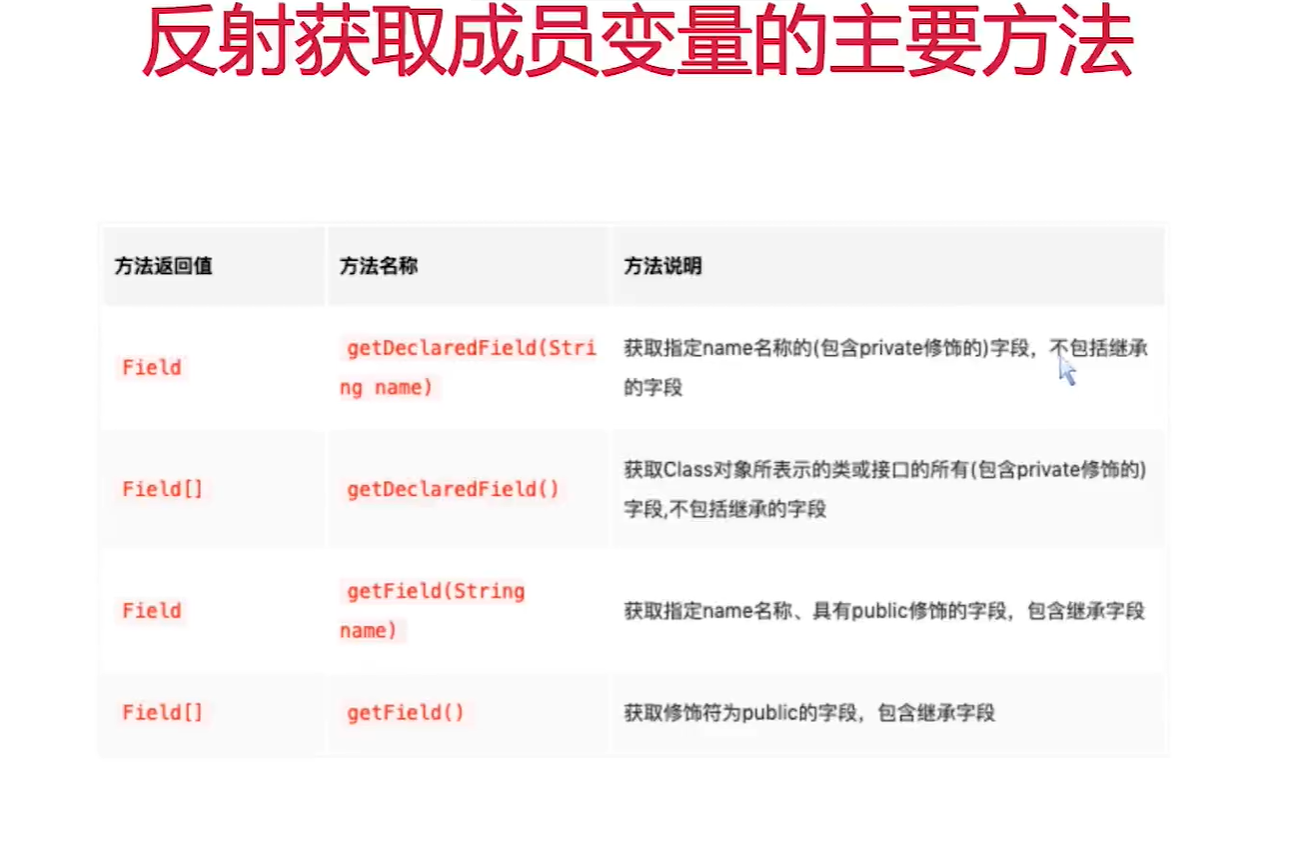 反射获取成员变量的主要方法
方法返回值 方法名称 方法说明
Field
getDeclaredField(Stri
ng name)
获取指定name名称的(包含private修饰的)字段，不包括继承
的字段
Field[]
getDeclaredField()
获取Class对象所表示的类或接口的所有(包含private修饰的)
字段,不包括继承的字段
Field
getField(String
name)
获取指定name名称、具有public修饰的字段，包含继承字段
Field[]
getField()
获取修饰符为public的字段，包含继承字段